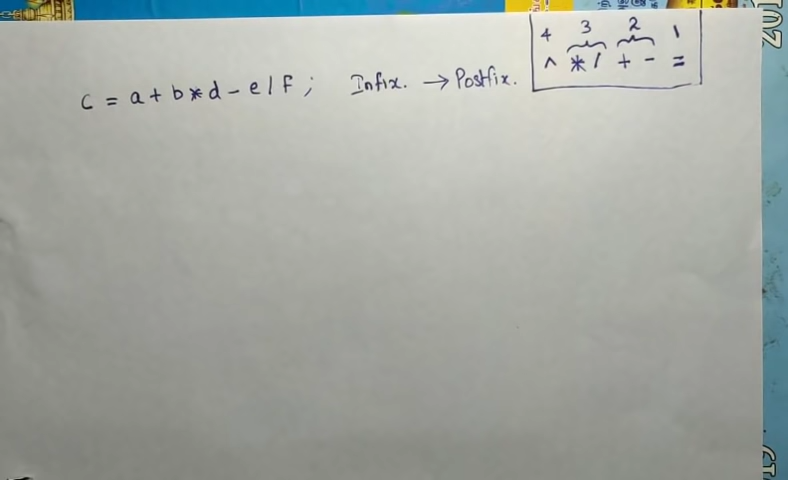 4 3 2 1
^ * / + - =
c = a + b * d - e / f ; Infix. → Postfix.